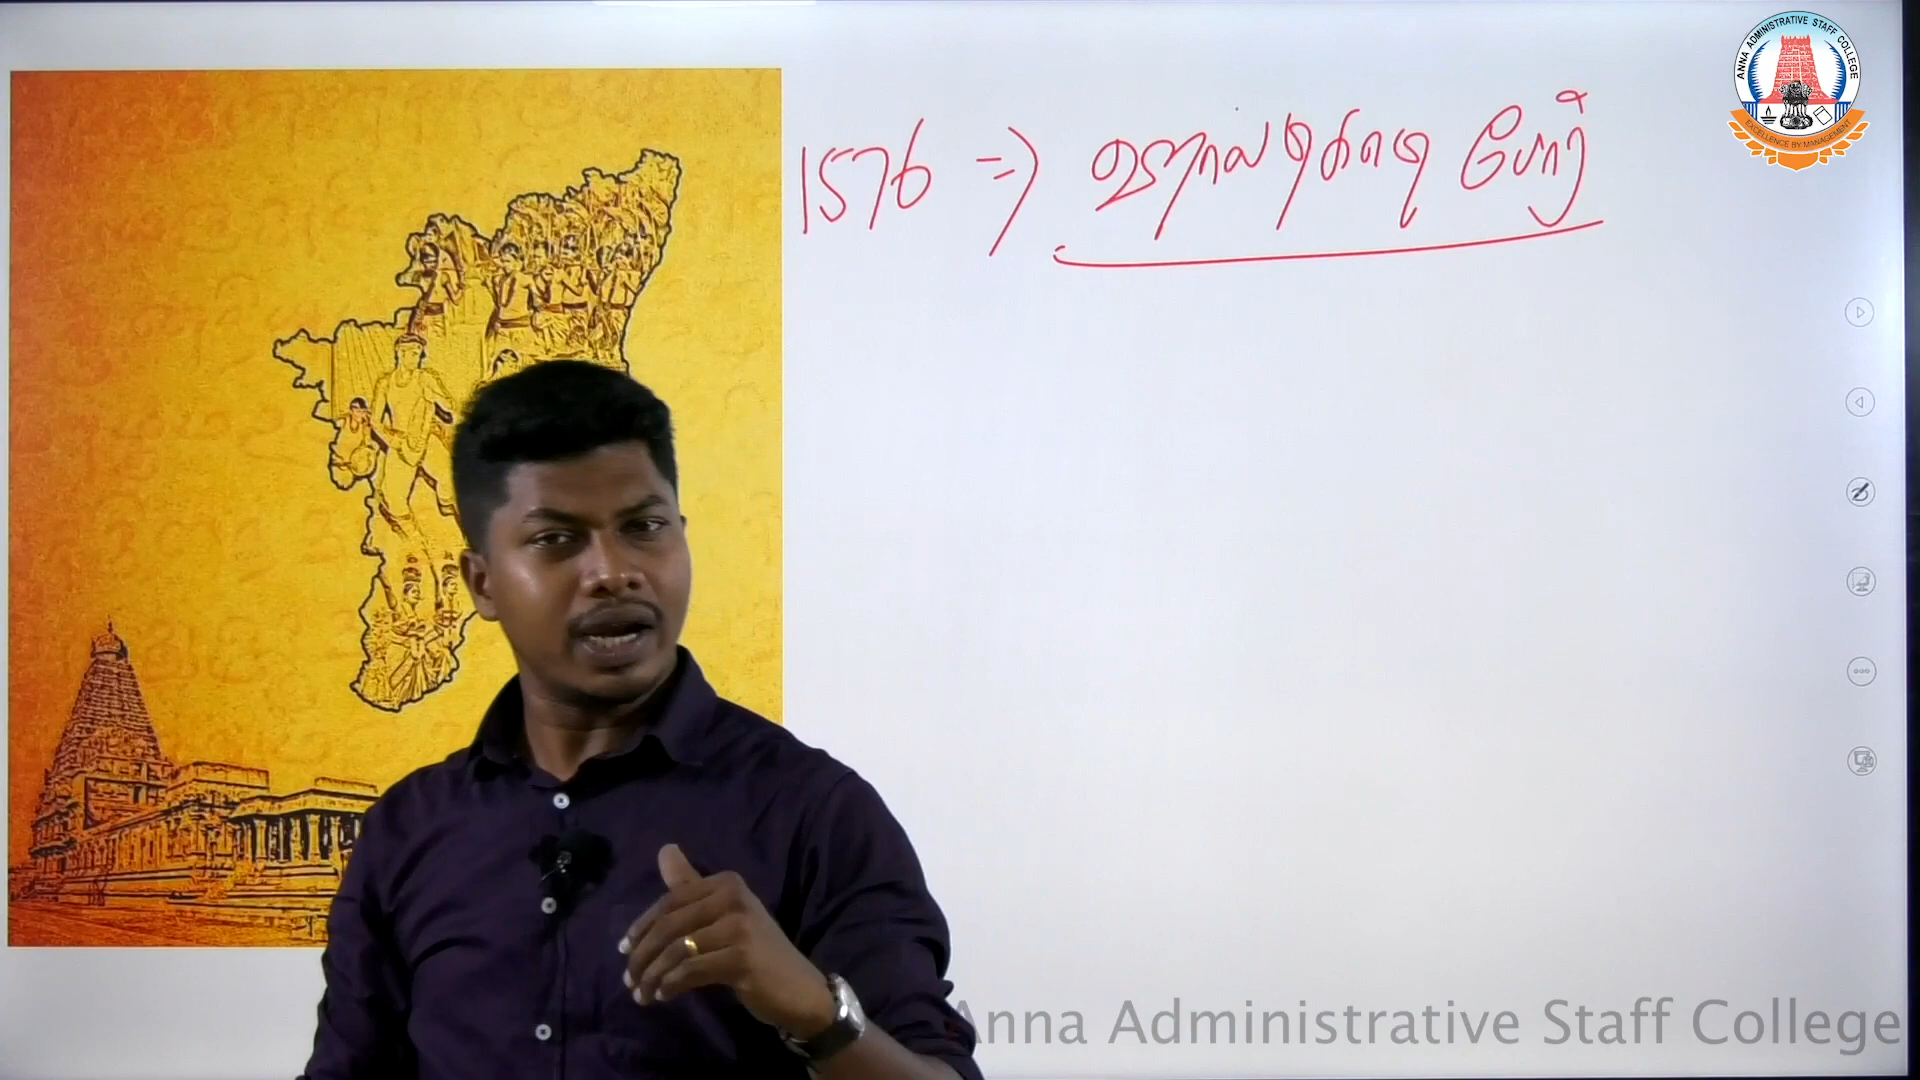 1576 => ஹால்டிகாடி போர்
ANNA ADMINISTRATIVE STAFF COLLEGE
EXCELLENCE BY MANAGEMENT
Anna Administrative Staff College